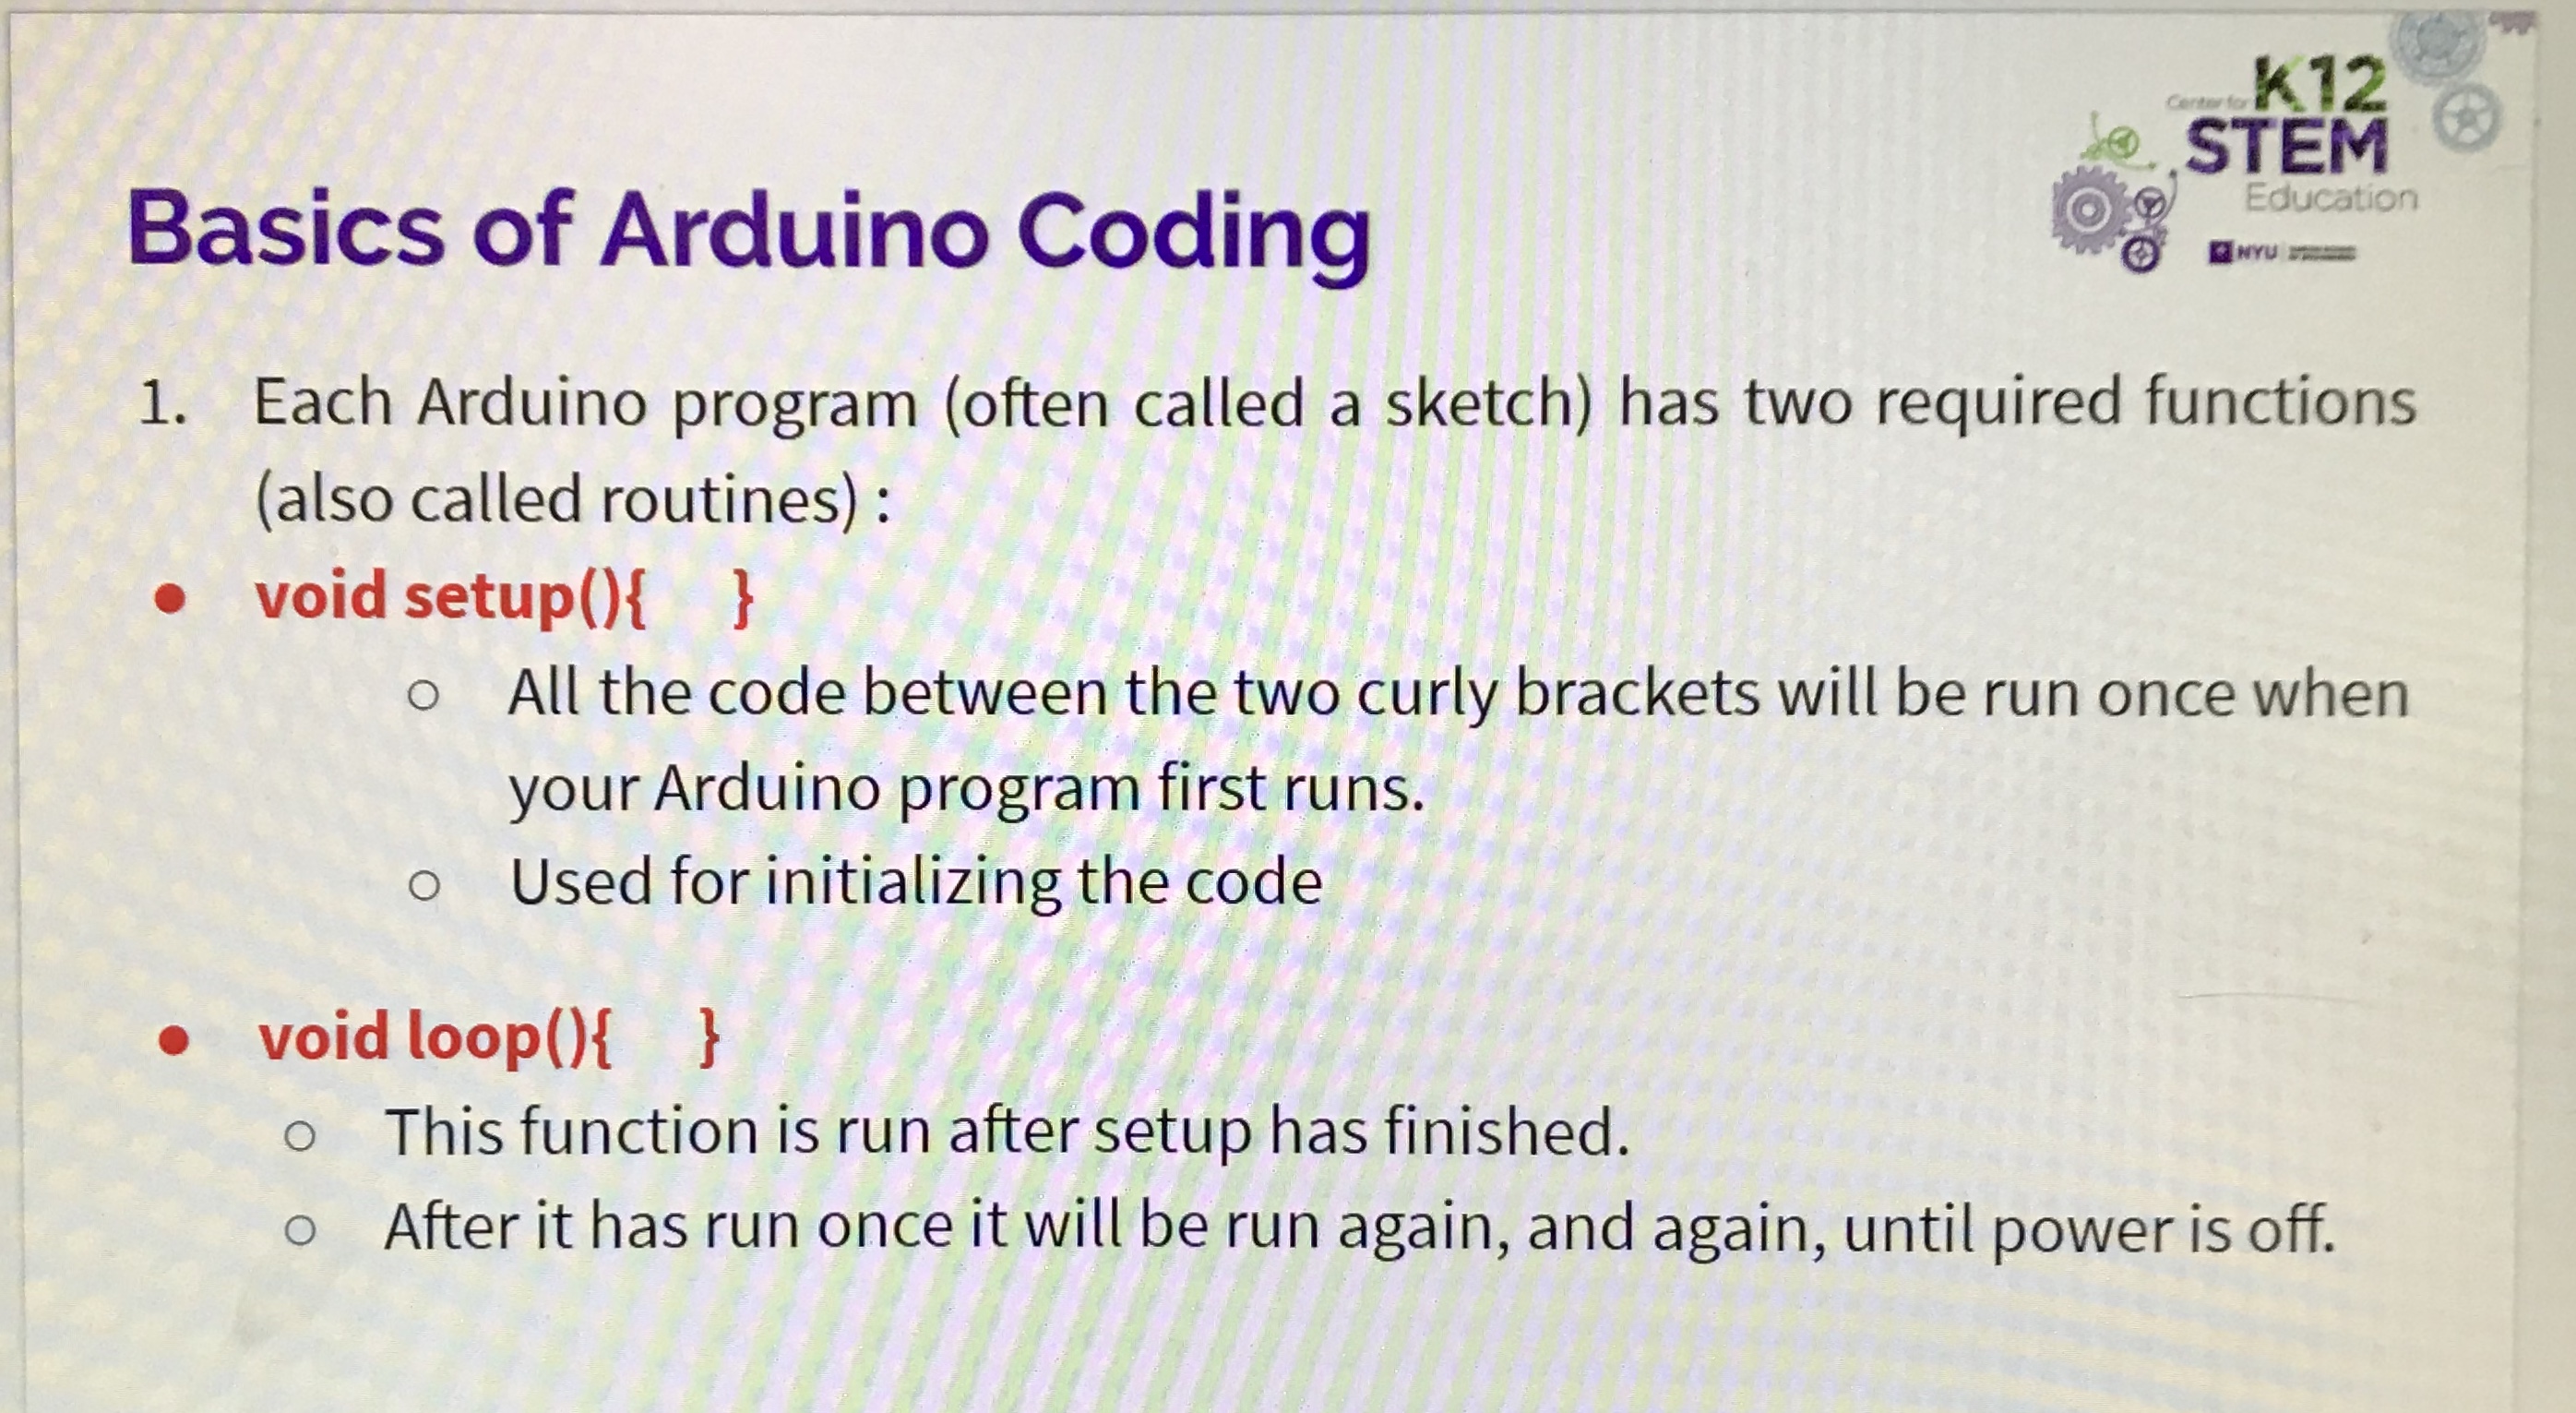 Center for K12
STEM
Education
NYU
Basics of Arduino Coding
1. Each Arduino program (often called a sketch) has two required functions
(also called routines) :
● void setup(){ }
○ All the code between the two curly brackets will be run once when
your Arduino program first runs.
○ Used for initializing the code
● void loop(){ }
○ This function is run after setup has finished.
○ After it has run once it will be run again, and again, until power is off.